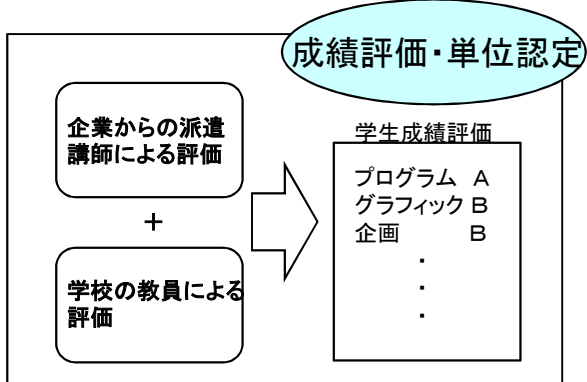 成績評価・単位認定
企業からの派遣
講師による評価
+
学校の教員による
評価
学生成績評価
プログラム A
グラフィック B
企画 B
・
・
・